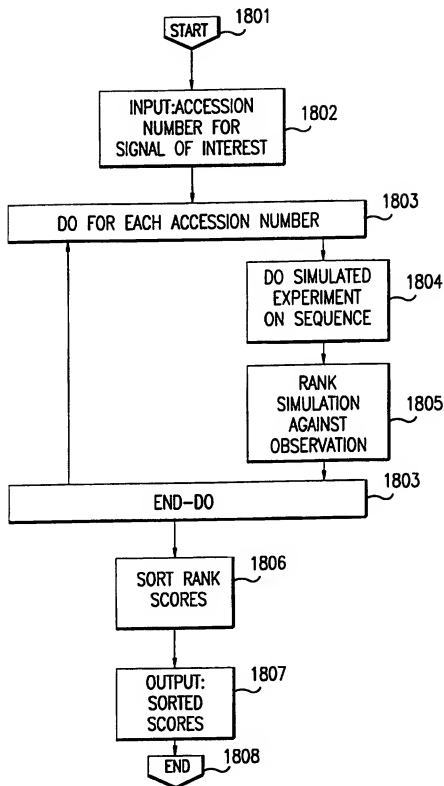 START
1801
INPUT:ACCESSION
NUMBER FOR
SIGNAL OF INTEREST
1802
DO FOR EACH ACCESSION NUMBER
1803
DO SIMULATED
EXPERIMENT
ON SEQUENCE
1804
RANK
SIMULATION
AGAINST
OBSERVATION
1805
END-DO
1803
SORT RANK
SCORES
1806
OUTPUT:
SORTED
SCORES
1807
END
1808